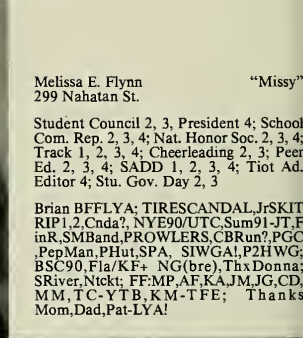 Melissa E. Flynn “Missy”
299 Nahatan St.
Student Council 2, 3, President 4; School
Com. Rep. 2, 3, 4; Nat. Honor Soc. 2, 3, 4;
Track 1, 2, 3, 4; Cheerleading 2, 3; Peer
Ed. 2, 3, 4; SADD 1, 2, 3, 4; Tiot Ad.
Editor 4; Stu. Gov. Day 2, 3
Brian BFFLYA; TIRESCANDAL,JrSKIT
RIP1,2,Cnda?, NYE90/UTC,Sum91-JT,F
inR,SMBand,PROWLERS,CBRun?,PGC
,PepMan,PHut,SPA, SIWGA!,P2HWG;
BSC90,Fla/KF+ NG(bre),ThxDonna;
SRiver,Ntckt; FF:MP,AF,KA,JM,JG,CD,
MM,TC-YTB,KM-TFE; Thanks
Mom,Dad,Pat-LYA!